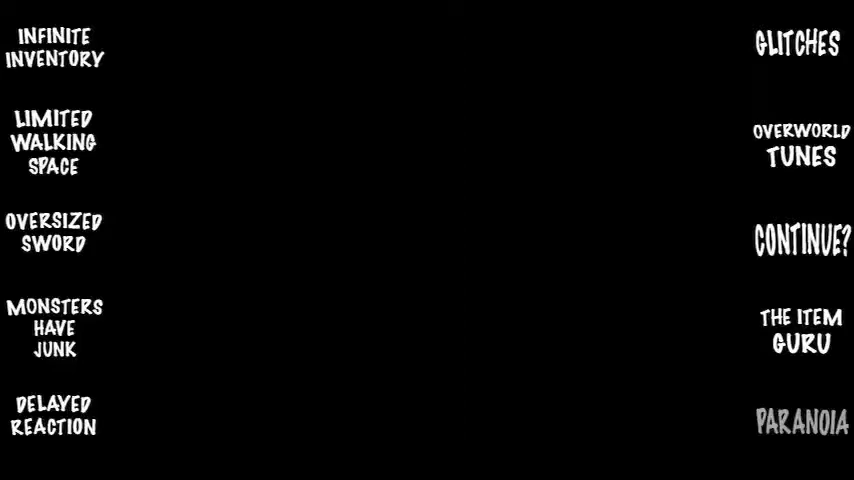 INFINITE
INVENTORY
LIMITED
WALKING
SPACE
OVERSIZED
SWORD
MONSTERS
HAVE
JUNK
DELAYED
REACTION
GLITCHES
OVERWORLD
TUNES
CONTINUE?
THE ITEM
GURU
PARANOIA